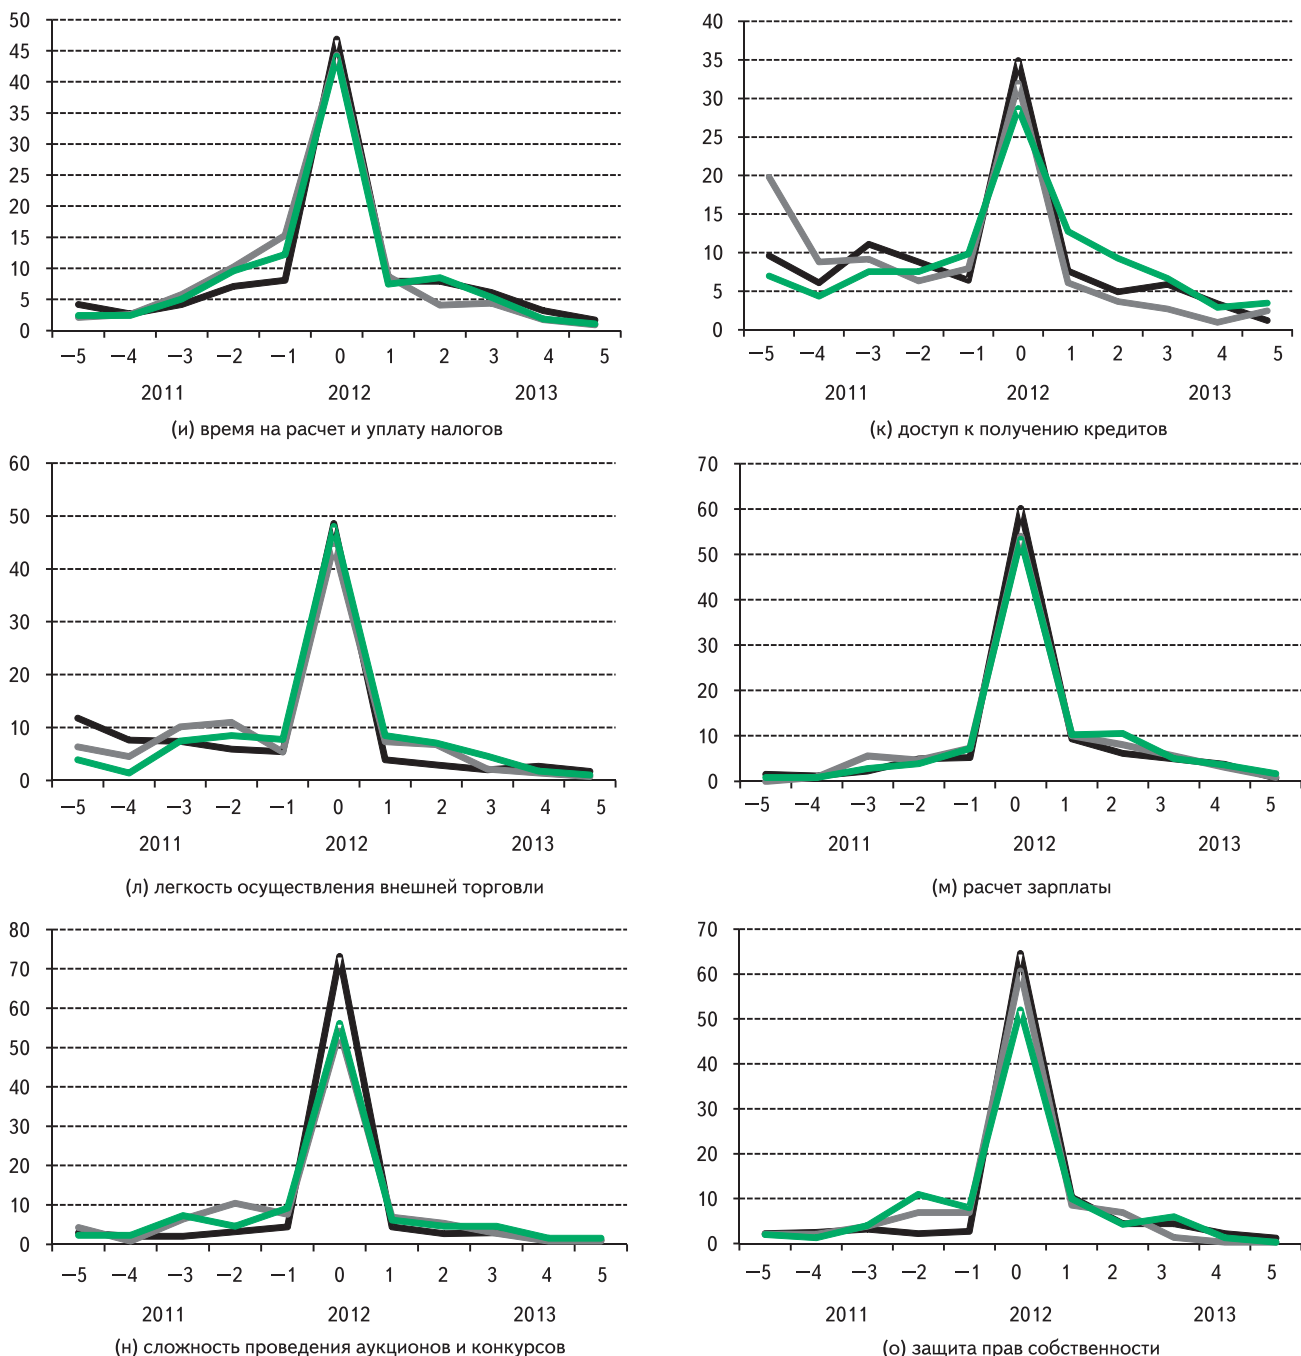 50
45
40
35
30
25
20
15
10
5
0
−5 −4 −3 −2 −1 0 1 2 3 4 5
2011 2012 2013
(и) время на расчет и уплату налогов
40
35
30
25
20
15
10
5
0
−5 −4 −3 −2 −1 0 1 2 3 4 5
2011 2012 2013
(к) доступ к получению кредитов
60
50
40
30
20
10
0
−5 −4 −3 −2 −1 0 1 2 3 4 5
2011 2012 2013
(л) легкость осуществления внешней торговли
70
60
50
40
30
20
10
0
−5 −4 −3 −2 −1 0 1 2 3 4 5
2011 2012 2013
(м) расчет зарплаты
80
70
60
50
40
30
20
10
0
−5 −4 −3 −2 −1 0 1 2 3 4 5
2011 2012 2013
(н) сложность проведения аукционов и конкурсов
70
60
50
40
30
20
10
0
−5 −4 −3 −2 −1 0 1 2 3 4 5
2011 2012 2013
(о) защита прав собственности